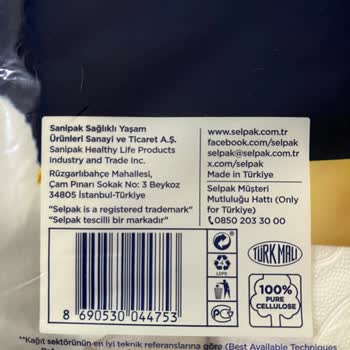 Sanipak Sağlıklı Yaşam
Ürünleri Sanayi ve Ticaret A.Ş.
Sanipak Healthy Life Products
Industry and Trade Inc.
Rüzgarlıbahçe Mahallesi,
Çam Pınarı Sokak No: 3 Beykoz
34805 İstanbul-Türkiye
"Selpak is a registered trademark"
"Selpak tescilli bir markadır"
www.selpak.com.tr
facebook.com/selpak
selpak@selpak.com.tr
x.com/selpak
Made in Türkiye
Selpak Müşteri
Mutluluğu Hattı (Only
for Türkiye)
0850 203 30 00
8 690530 044753
4
LDPE
PC
TÜRK MALI
100%
PURE
CELLULOSE
**Kağıt sektörünün en iyi teknik referanslarına göre (Best Available Techniques